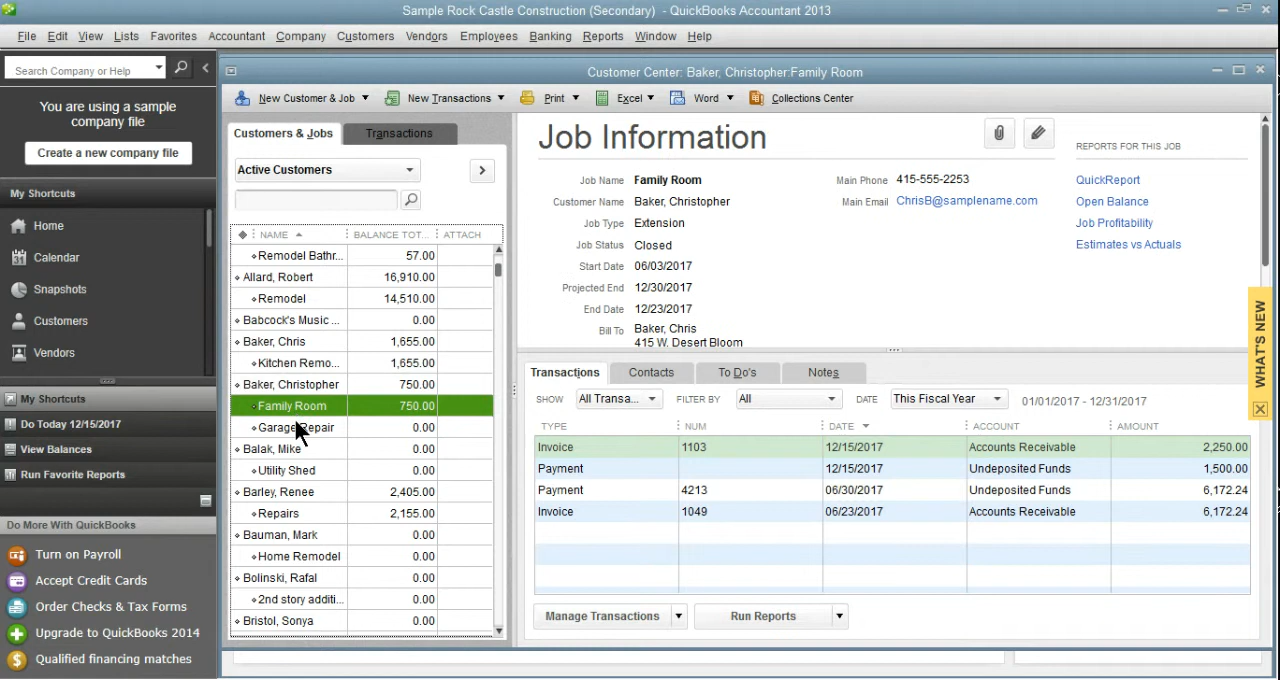 Sample Rock Castle Construction (Secondary) - QuickBooks Accountant 2013
File Edit View Lists Favorites Accountant Company Customers Vendors Employees Banking Reports Window Help
Search Company or Help
You are using a sample
company file
Create a new company file
My Shortcuts
Home
Calendar
Snapshots
Customers
Vendors
My Shortcuts
Do Today 12/15/2017
View Balances
Run Favorite Reports
Do More With QuickBooks
Turn on Payroll
Accept Credit Cards
Order Checks & Tax Forms
Upgrade to QuickBooks 2014
Qualified financing matches
Customer Center: Baker, Christopher:Family Room
New Customer & Job New Transactions Print Excel Word Collections Center
Customers & Jobs Transactions
Active Customers
NAME BALANCE TOT... ATTACH
Remodel Bathr... 57.00
Allard, Robert 16,910.00
Remodel 14,510.00
Babcock's Music ... 0.00
Baker, Chris 1,655.00
Kitchen Remo... 1,655.00
Baker, Christopher 750.00
Family Room 750.00
Garage Repair 0.00
Balak, Mike 0.00
Utility Shed 0.00
Barley, Renee 2,405.00
Repairs 2,155.00
Bauman, Mark 0.00
Home Remodel 0.00
Bolinski, Rafal 0.00
2nd story additi... 0.00
Bristol, Sonya 0.00
Job Information
Job Name Family Room
Customer Name Baker, Christopher
Job Type Extension
Job Status Closed
Start Date 06/03/2017
Projected End 12/30/2017
End Date 12/23/2017
Bill To Baker, Chris
415 W. Desert Bloom
Main Phone 415-555-2253
Main Email ChrisB@samplename.com
REPORTS FOR THIS JOB
QuickReport
Open Balance
Job Profitability
Estimates vs Actuals
WHAT'S NEW
Transactions Contacts To Do's Notes
SHOW All Transa... FILTER BY All DATE This Fiscal Year 01/01/2017 - 12/31/2017
TYPE NUM DATE ACCOUNT AMOUNT
Invoice 1103 12/15/2017 Accounts Receivable 2,250.00
Payment 12/15/2017 Undeposited Funds 1,500.00
Payment 4213 06/30/2017 Undeposited Funds 6,172.24
Invoice 1049 06/23/2017 Accounts Receivable 6,172.24
Manage Transactions Run Reports